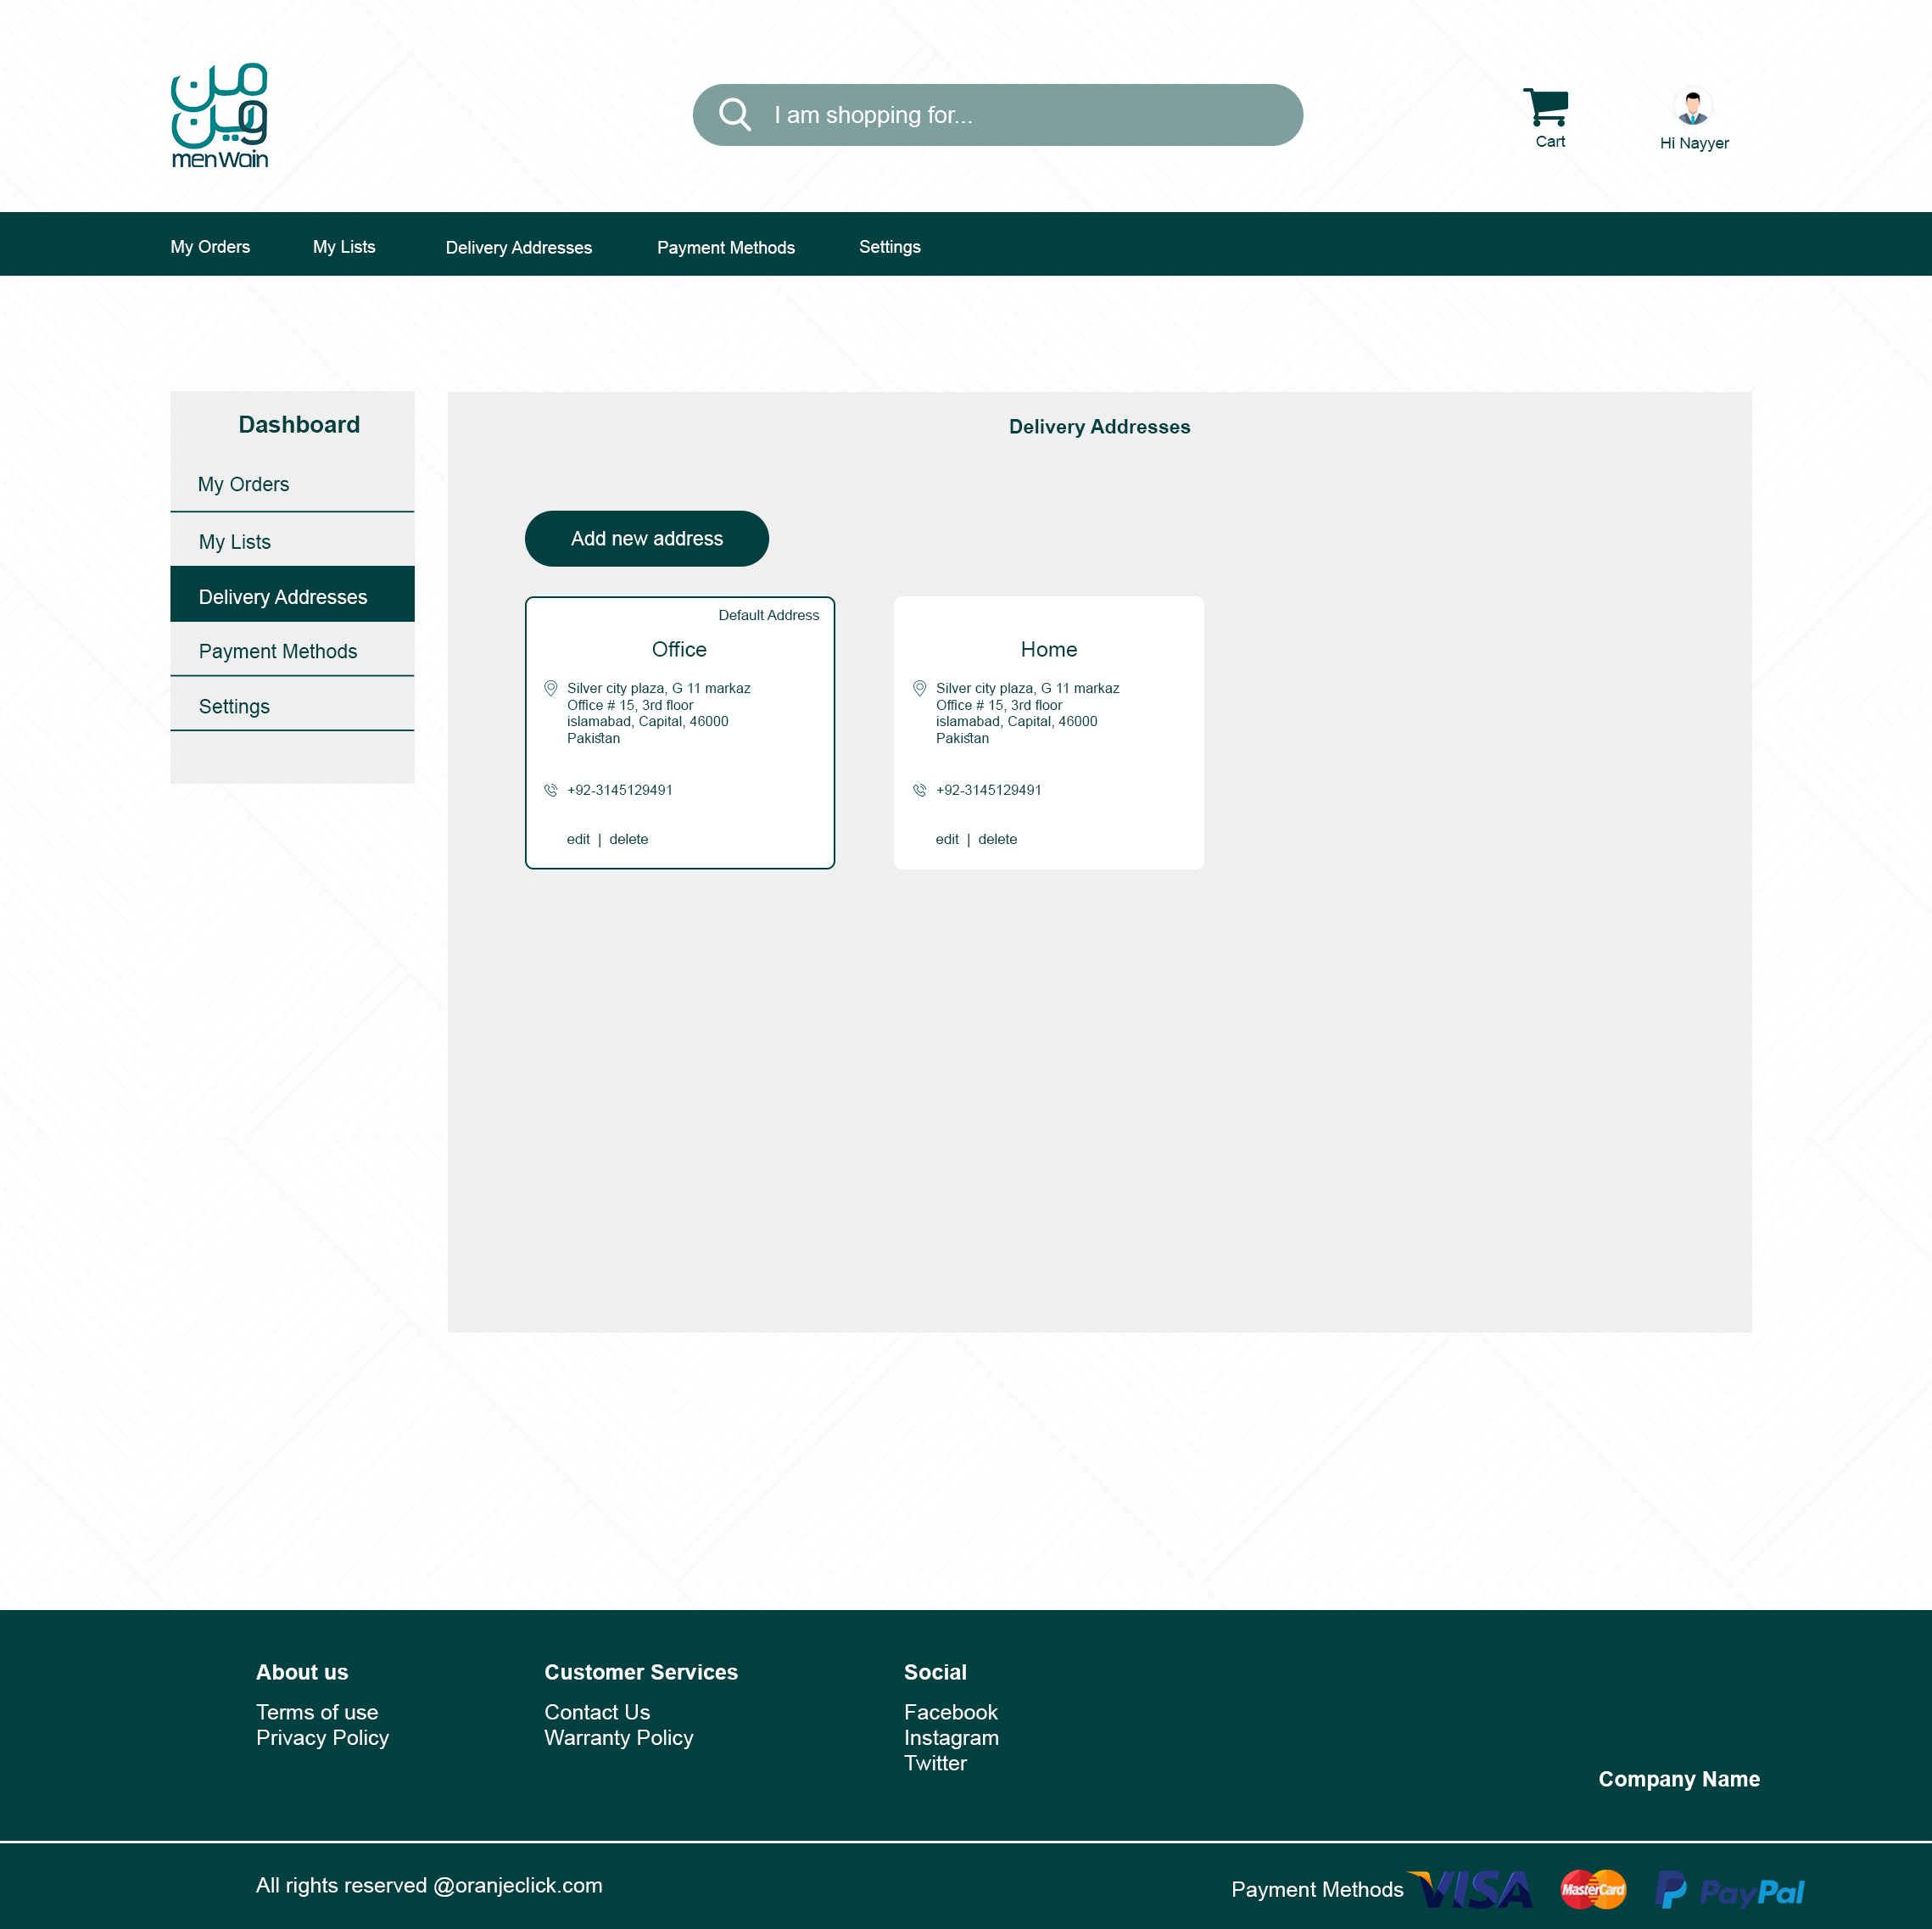 من
وين
menWain
I am shopping for...
Cart
Hi Nayyer
My Orders
My Lists
Delivery Addresses
Payment Methods
Settings
Dashboard
My Orders
My Lists
Delivery Addresses
Payment Methods
Settings
Delivery Addresses
Add new address
Default Address
Office
Silver city plaza, G 11 markaz
Office # 15, 3rd floor
islamabad, Capital, 46000
Pakistan
+92-3145129491
edit | delete
Home
Silver city plaza, G 11 markaz
Office # 15, 3rd floor
islamabad, Capital, 46000
Pakistan
+92-3145129491
edit | delete
About us
Terms of use
Privacy Policy
Customer Services
Contact Us
Warranty Policy
Social
Facebook
Instagram
Twitter
Company Name
All rights reserved @oranjeclick.com
Payment Methods VISA MasterCard P PayPal